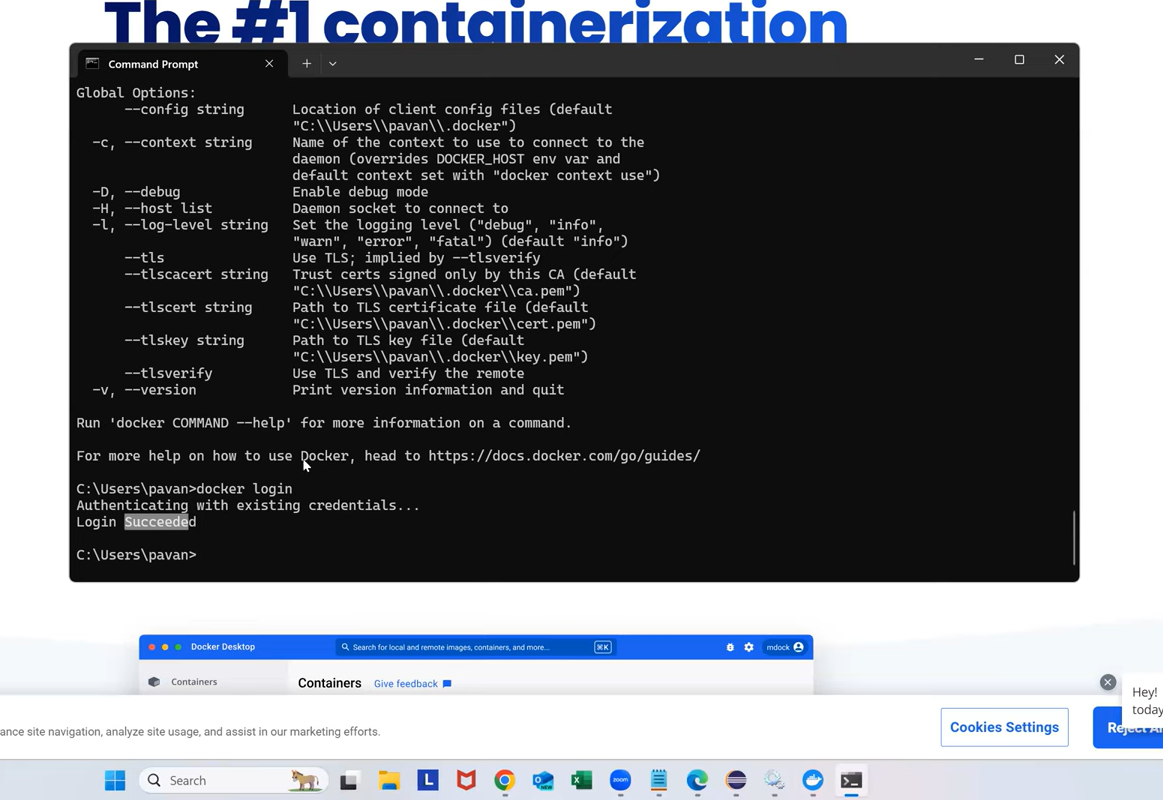 The #1 containerization
Command Prompt
Global Options:
--config string Location of client config files (default
"C:\\Users\\pavan\\.docker")
-c, --context string Name of the context to use to connect to the
daemon (overrides DOCKER_HOST env var and
default context set with "docker context use")
-D, --debug Enable debug mode
-H, --host list Daemon socket to connect to
-l, --log-level string Set the logging level ("debug", "info",
"warn", "error", "fatal") (default "info")
--tls Use TLS; implied by --tlsverify
--tlscacert string Trust certs signed only by this CA (default
"C:\\Users\\pavan\\.docker\\ca.pem")
--tlscert string Path to TLS certificate file (default
"C:\\Users\\pavan\\.docker\\cert.pem")
--tlskey string Path to TLS key file (default
"C:\\Users\\pavan\\.docker\\key.pem")
--tlsverify Use TLS and verify the remote
-v, --version Print version information and quit
Run 'docker COMMAND --help' for more information on a command.
For more help on how to use Docker, head to https://docs.docker.com/go/guides/
C:\Users\pavan>docker login
Authenticating with existing credentials...
Login Succeeded
C:\Users\pavan>
Docker Desktop Search for local and remote images, containers, and more... ⌘K mdock
Containers Containers Give feedback
Hey!
today
ance site navigation, analyze site usage, and assist in our marketing efforts. Cookies Settings Reject
Search L zoom